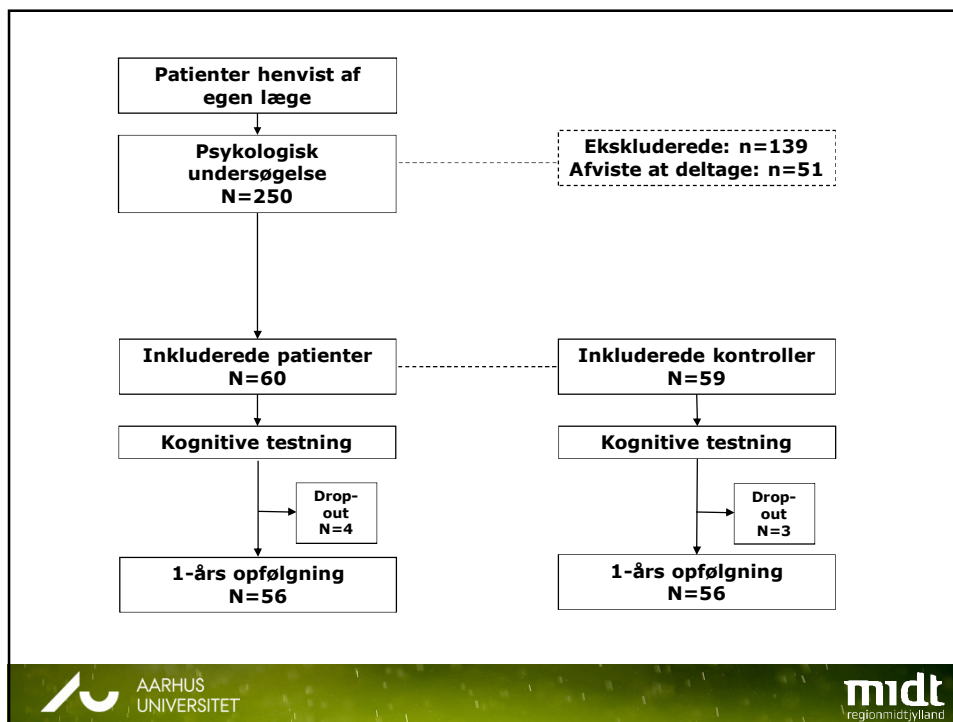 Patienter henvist af
egen læge
Psykologisk
undersøgelse
N=250
Ekskluderede: n=139
Afviste at deltage: n=51
Inkluderede patienter
N=60
Inkluderede kontroller
N=59
Kognitive testning
Kognitive testning
Drop-
out
N=4
Drop-
out
N=3
1-års opfølgning
N=56
1-års opfølgning
N=56
AARHUS
UNIVERSITET
midt
regionmidtjylland